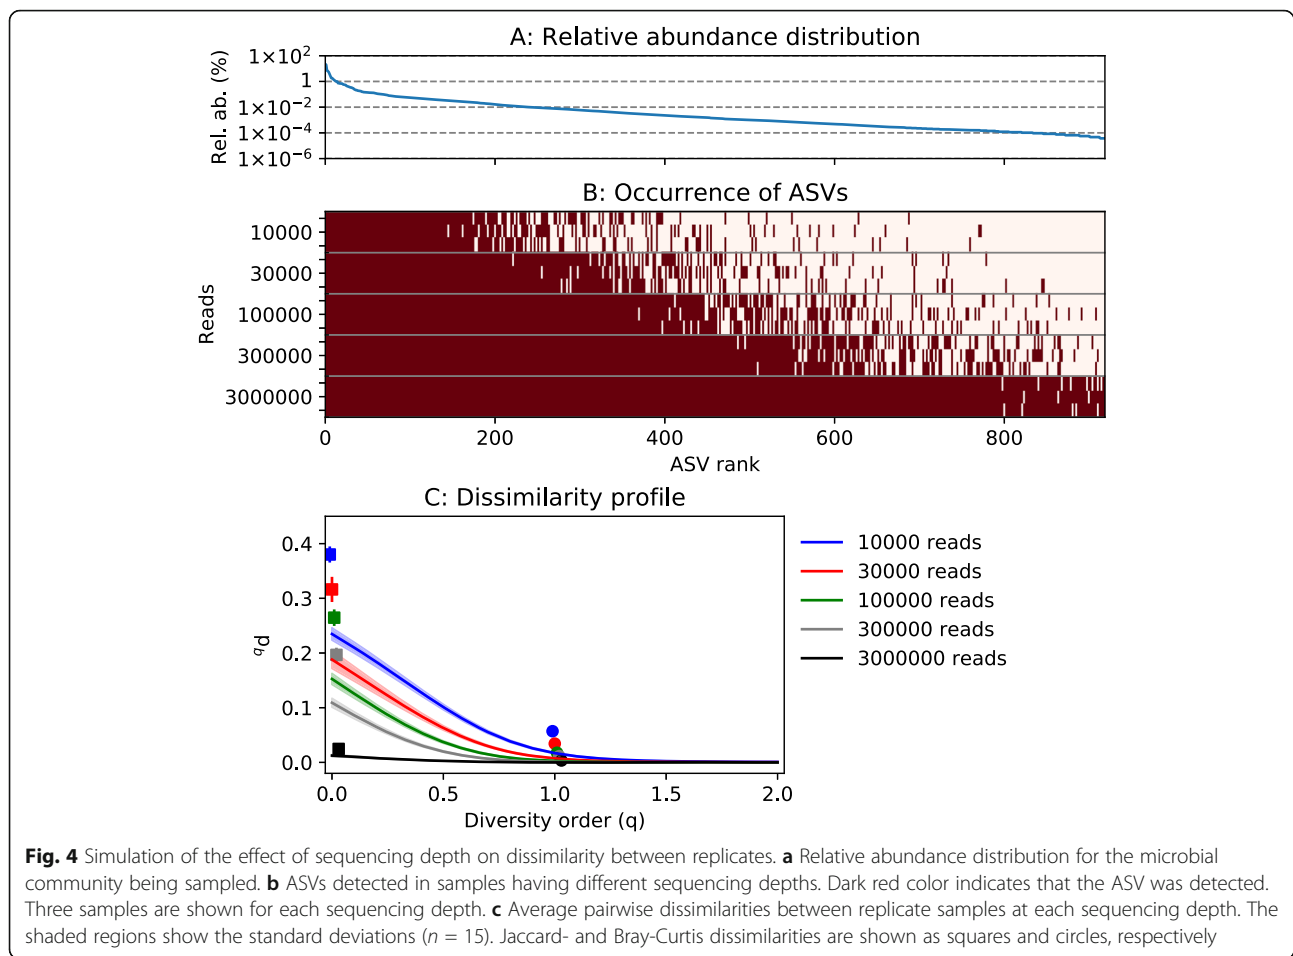 A: Relative abundance distribution
Rel. ab. (%)
1×10²
1
1×10⁻²
1×10⁻⁴
1×10⁻⁶
B: Occurrence of ASVs
Reads
10000
30000
100000
300000
3000000
0 200 400 600 800
ASV rank
C: Dissimilarity profile
qd
0.4
0.3
0.2
0.1
0.0
0.0 0.5 1.0 1.5 2.0
Diversity order (q)
10000 reads
30000 reads
100000 reads
300000 reads
3000000 reads
Fig. 4 Simulation of the effect of sequencing depth on dissimilarity between replicates. a Relative abundance distribution for the microbial
community being sampled. b ASVs detected in samples having different sequencing depths. Dark red color indicates that the ASV was detected.
Three samples are shown for each sequencing depth. c Average pairwise dissimilarities between replicate samples at each sequencing depth. The
shaded regions show the standard deviations (n = 15). Jaccard- and Bray-Curtis dissimilarities are shown as squares and circles, respectively